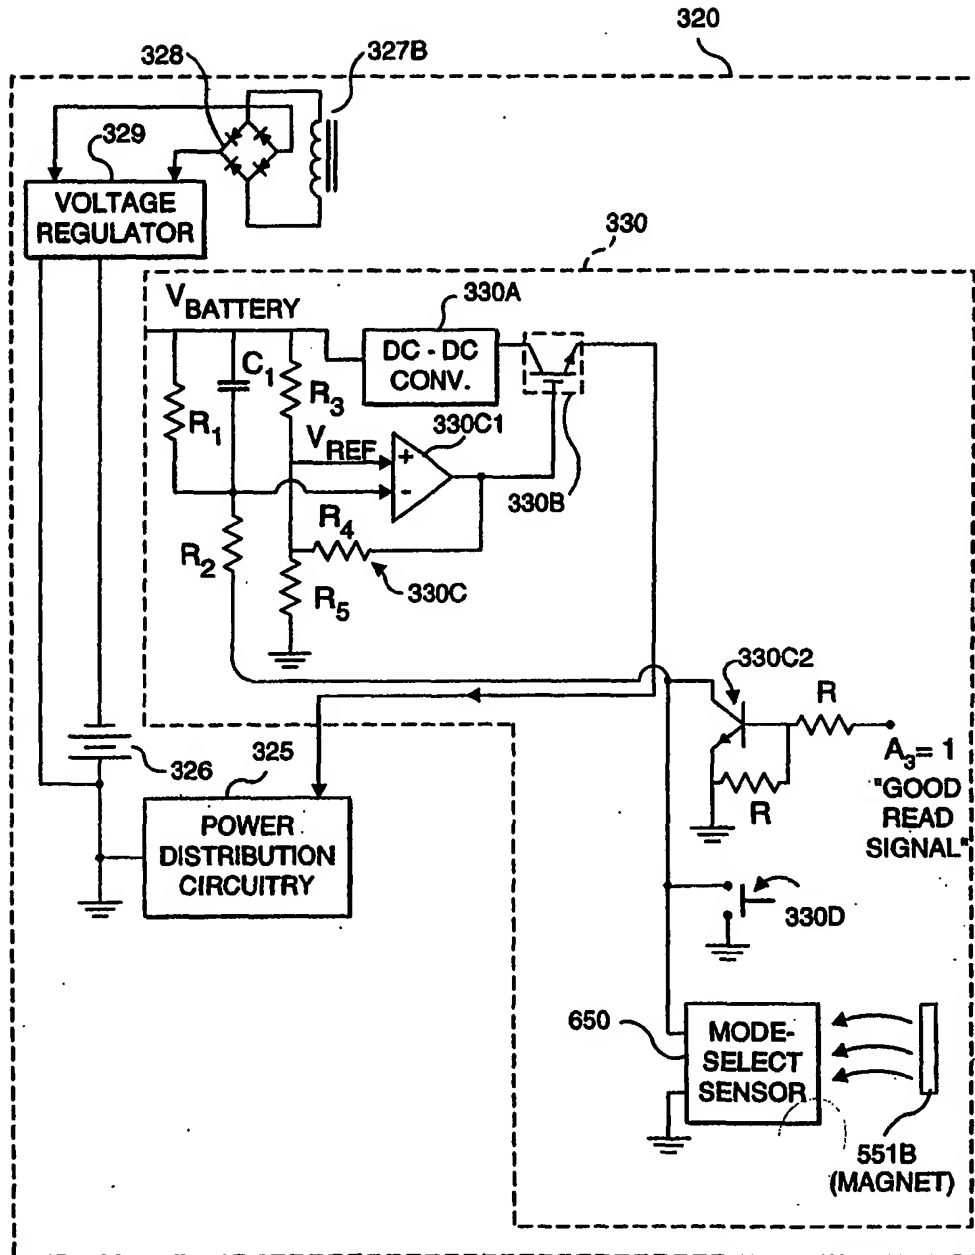 320
328
327B
329
VOLTAGE
REGULATOR
330
VBATTERY
330A
DC - DC
CONV.
C1
R3
R1
330C1
VREF
+
-
330B
R4
R2
330C
R5
330C2
R
A3= 1
"GOOD
READ
SIGNAL"
R
326
325
POWER
DISTRIBUTION
CIRCUITRY
330D
650
MODE-
SELECT
SENSOR
551B
(MAGNET)